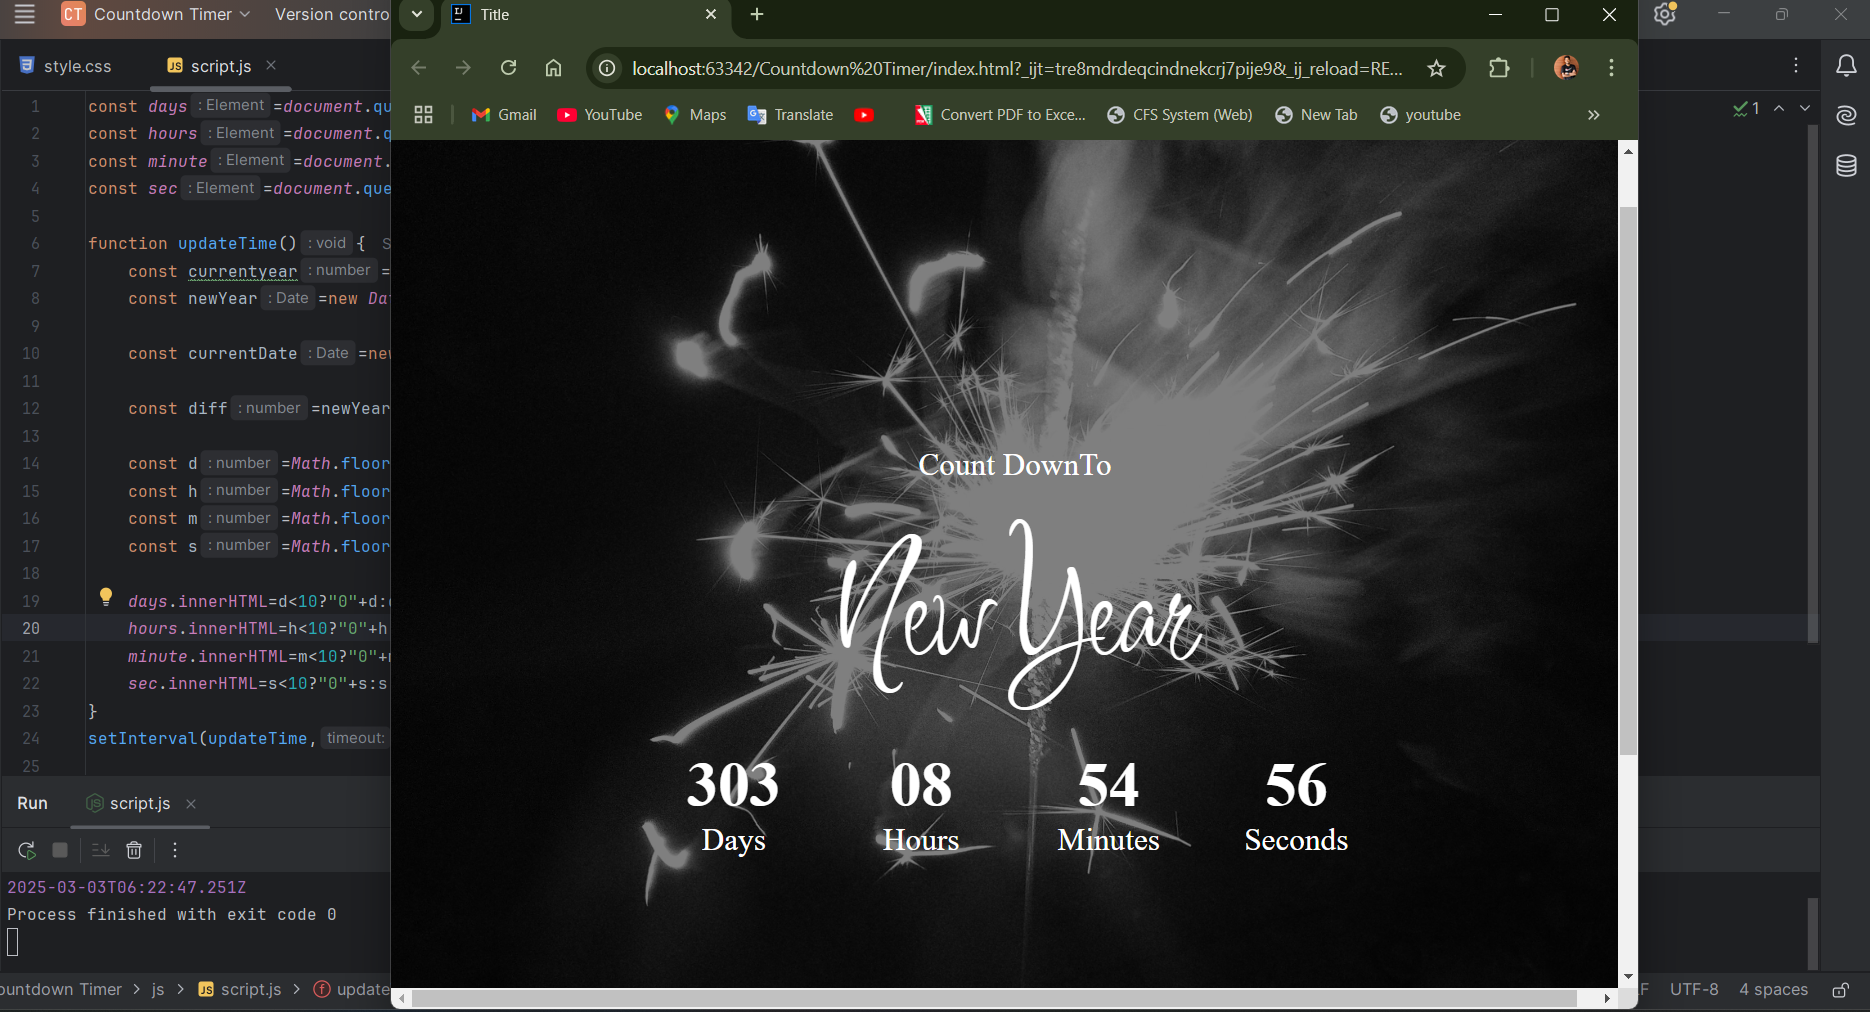 CT Countdown Timer Version contro
Title
style.css script.js
localhost:63342/Countdown%20Timer/index.html?_ijt=tre8mdrdeqcindnekcrj7pije9&_ij_reload=RE...
Gmail YouTube Maps Translate Convert PDF to Exce... CFS System (Web) New Tab youtube
1 const days : Element =document.qu
2 const hours : Element =document.q
3 const minute : Element =document.
4 const sec : Element =document.que
5
6 function updateTime() : void {
7 const currentyear : number =
8 const newYear : Date =new Da
9
10 const currentDate : Date =new
11
12 const diff : number =newYear
13
14 const d : number =Math.floor
15 const h : number =Math.floor
16 const m : number =Math.floor
17 const s : number =Math.floor
18
19 days.innerHTML=d<10?"0"+d:
20 hours.innerHTML=h<10?"0"+h
21 minute.innerHTML=m<10?"0"+
22 sec.innerHTML=s<10?"0"+s:s
23 }
24 setInterval(updateTime, timeout:
25
1
Count DownTo
New Year
303 08 54 56
Days Hours Minutes Seconds
Run script.js
2025-03-03T06:22:47.251Z
Process finished with exit code 0
ountdown Timer > js > JS script.js > f update
F UTF-8 4 spaces